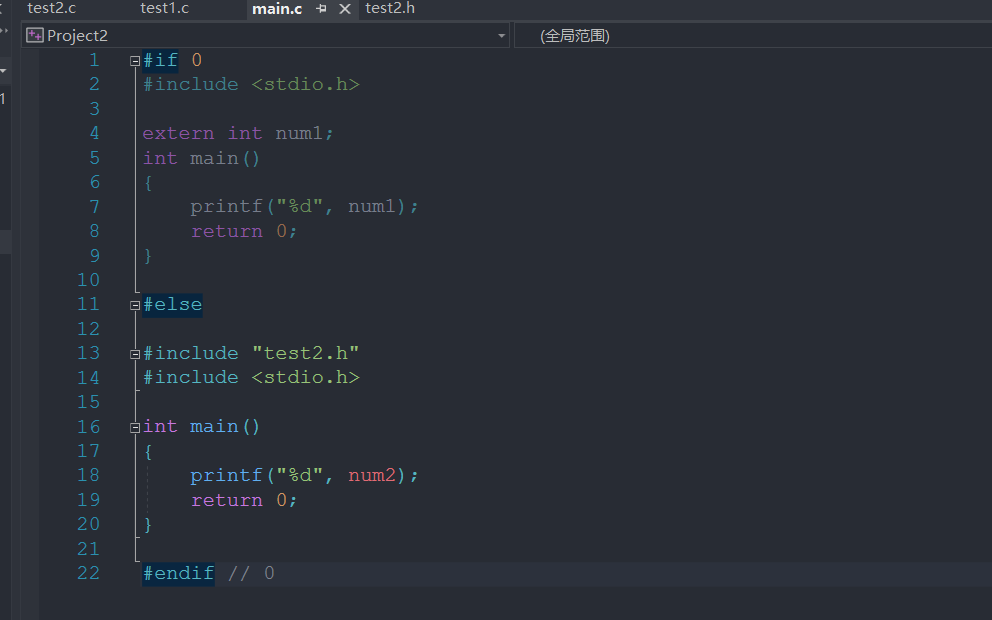 test2.c test1.c main.c test2.h
Project2 (全局范围)
1 #if 0
2 #include <stdio.h>
3
4 extern int num1;
5 int main()
6 {
7 printf("%d", num1);
8 return 0;
9 }
10
11 #else
12
13 #include "test2.h"
14 #include <stdio.h>
15
16 int main()
17 {
18 printf("%d", num2);
19 return 0;
20 }
21
22 #endif // 0